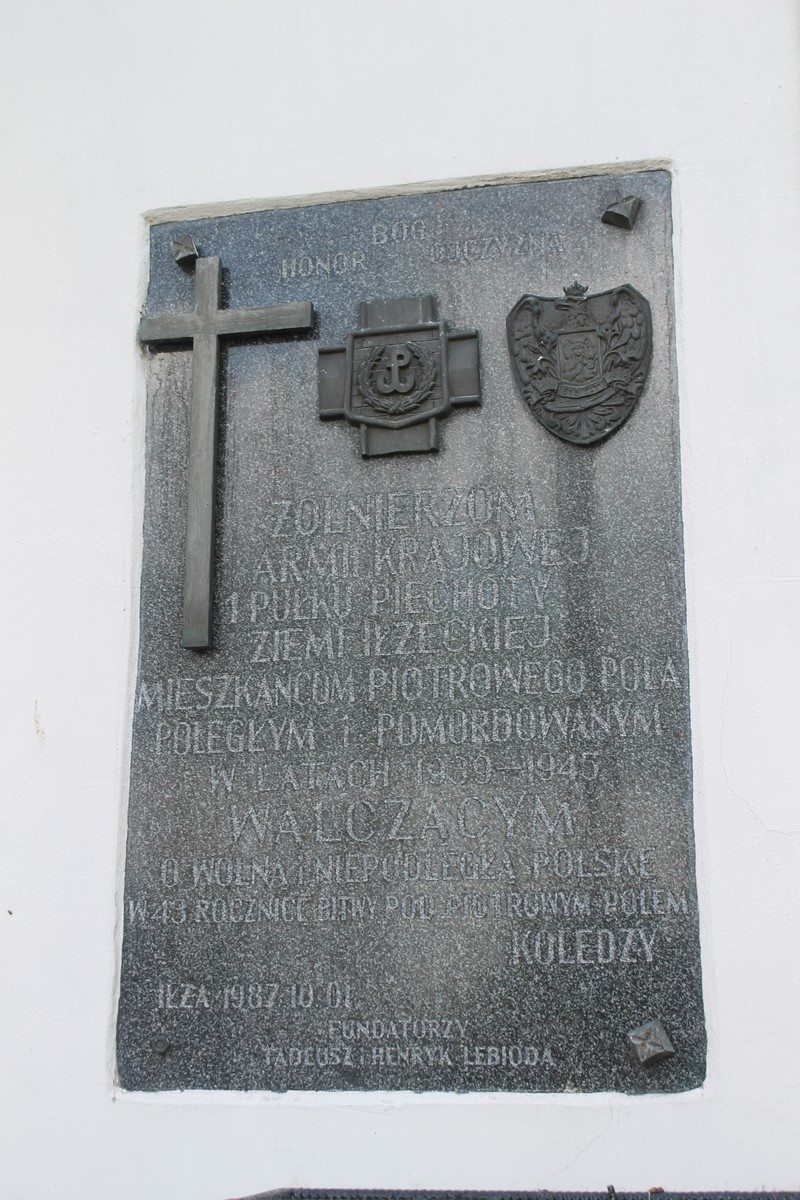 BÓG
HONOR OJCZYZNA
ŻOŁNIERZOM
ARMII KRAJOWEJ
1 PUŁKU PIECHOTY
ZIEMI IŁŻECKIEJ
MIESZKAŃCOM PIOTROWEGO POLA
POLEGŁYM I POMORDOWANYM
W LATACH 1939-1945
WALCZĄCYM
O WOLNĄ I NIEPODLEGŁĄ POLSKĘ
W 43 ROCZNICĘ BITWY POD PIOTROWYM POLEM
KOLEDZY
IŁŻA 1987.10.01
FUNDATORZY
TADEUSZ I HENRYK LEBIODA